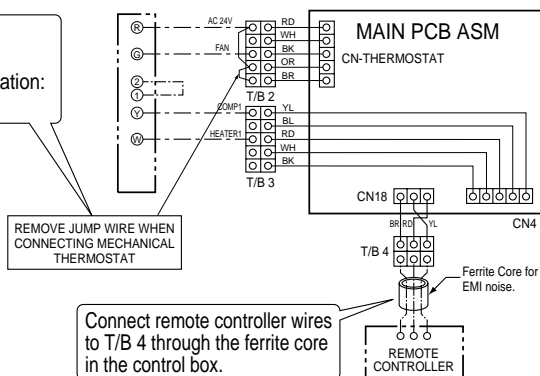 ation:
R
G
2
1
Y
W
AC 24V
FAN
COMP1
HEATER1
RD
WH
BK
OR
BR
T/B 2
YL
BL
RD
WH
BK
T/B 3
MAIN PCB ASM
CN-THERMOSTAT
CN18
CN4
BR RD YL
T/B 4
REMOVE JUMP WIRE WHEN
CONNECTING MECHANICAL
THERMOSTAT
Ferrite Core for
EMI noise.
Connect remote controller wires
to T/B 4 through the ferrite core
in the control box.
REMOTE
CONTROLLER